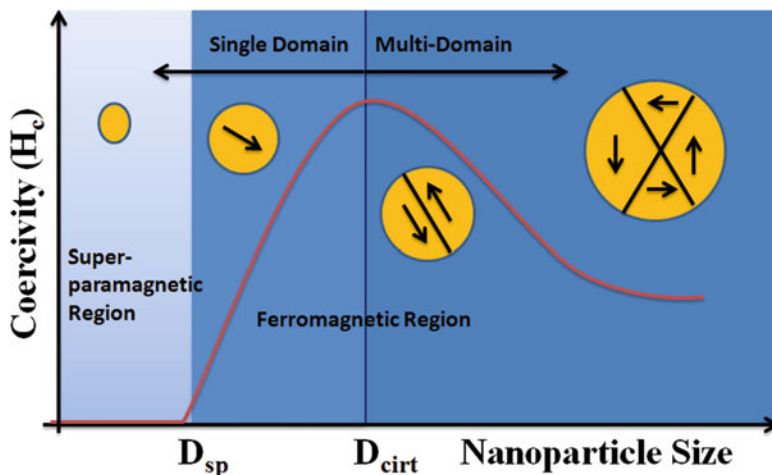 Single Domain
Multi-Domain
Coercivity (Hc)
Super-
paramagnetic
Region
Ferromagnetic Region
Dsp
Dcirt
Nanoparticle Size